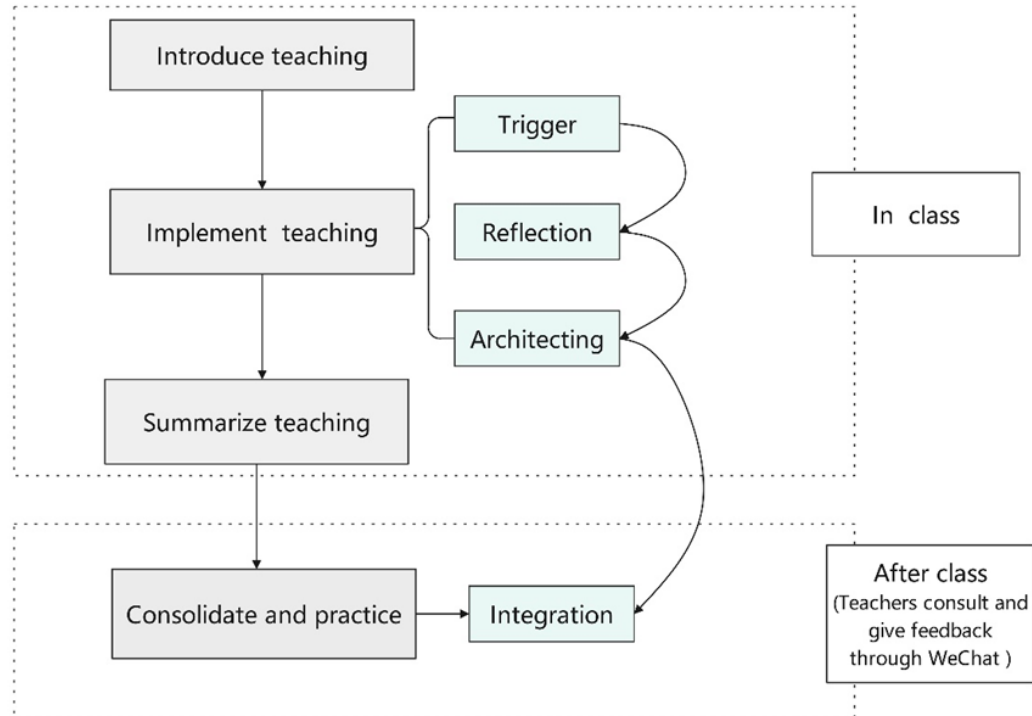 Introduce teaching
Trigger
In class
Implement teaching
Reflection
Architecting
Summarize teaching
After class
(Teachers consult and
give feedback
through WeChat )
Consolidate and practice
Integration